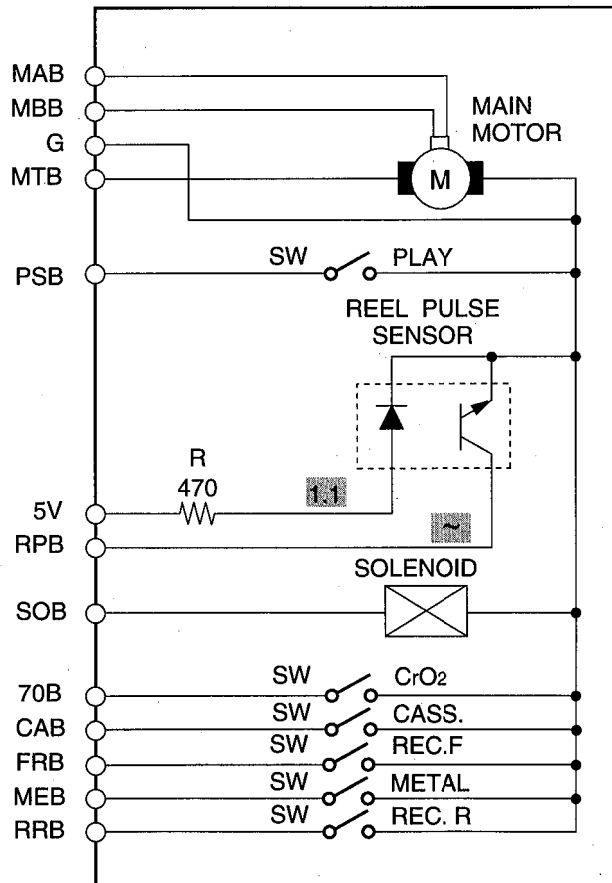 MAB
MBB
MAIN
MOTOR
G
MTB
M
PSB
SW PLAY
REEL PULSE
SENSOR
R
470
1.1
5V
~
RPB
SOLENOID
SOB
70B
SW CrO₂
CAB
SW CASS.
FRB
SW REC.F
MEB
SW METAL
RRB
SW REC. R